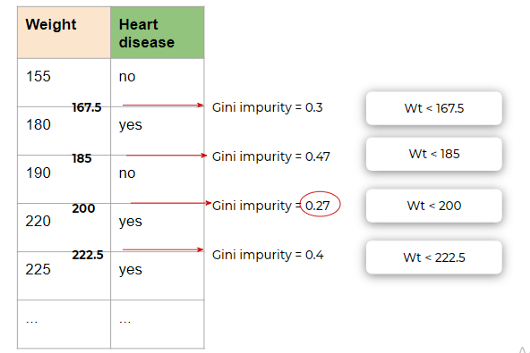 Weight Heart
disease
155 no
167.5 Gini impurity = 0.3 Wt < 167.5
180 yes
185 Gini impurity = 0.47 Wt < 185
190 no
200 Gini impurity = 0.27 Wt < 200
220 yes
222.5 Gini impurity = 0.4 Wt < 222.5
225 yes
... ...